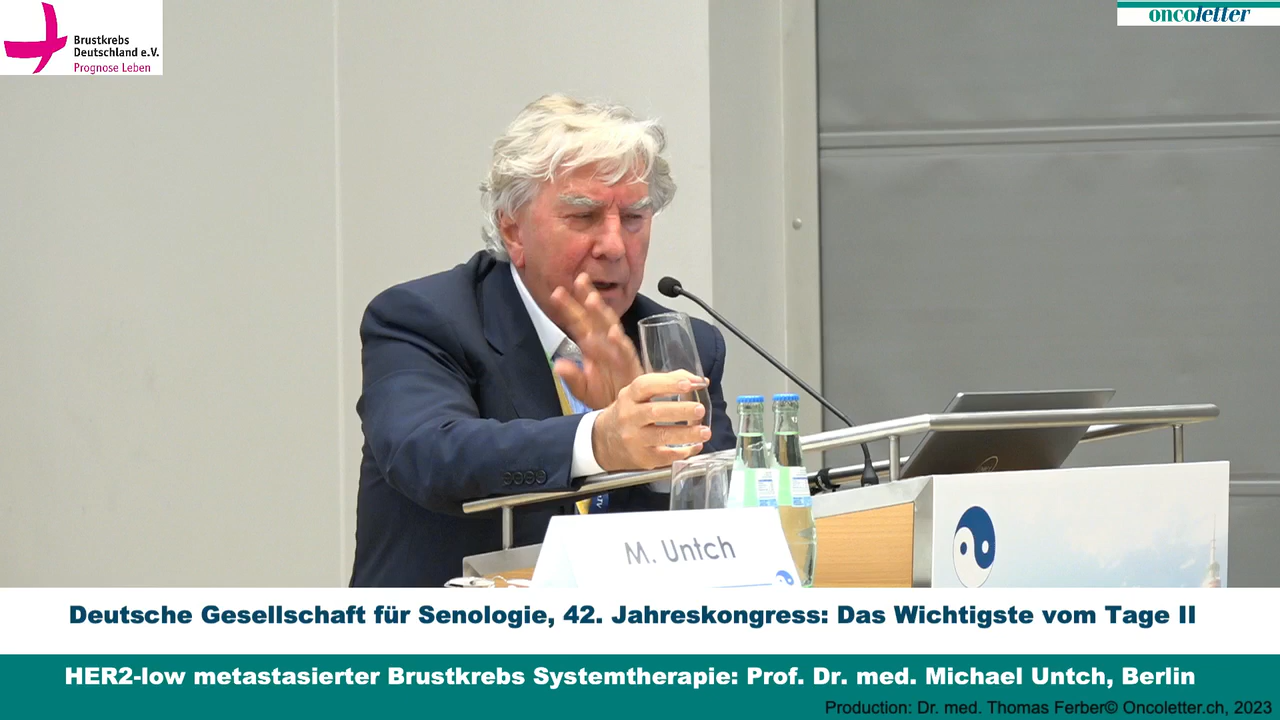 Brustkrebs
Deutschland e.V.
Prognose Leben
oncoletter
M. Untch
Deutsche Gesellschaft für Senologie, 42. Jahreskongress: Das Wichtigste vom Tage II
HER2-low metastasierter Brustkrebs Systemtherapie: Prof. Dr. med. Michael Untch, Berlin
Production: Dr. med. Thomas Ferber© Oncoletter.ch, 2023